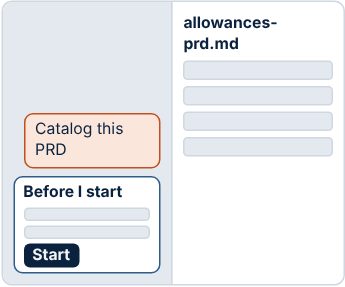 allowances-
prd.md
Catalog this
PRD
Before I start
Start